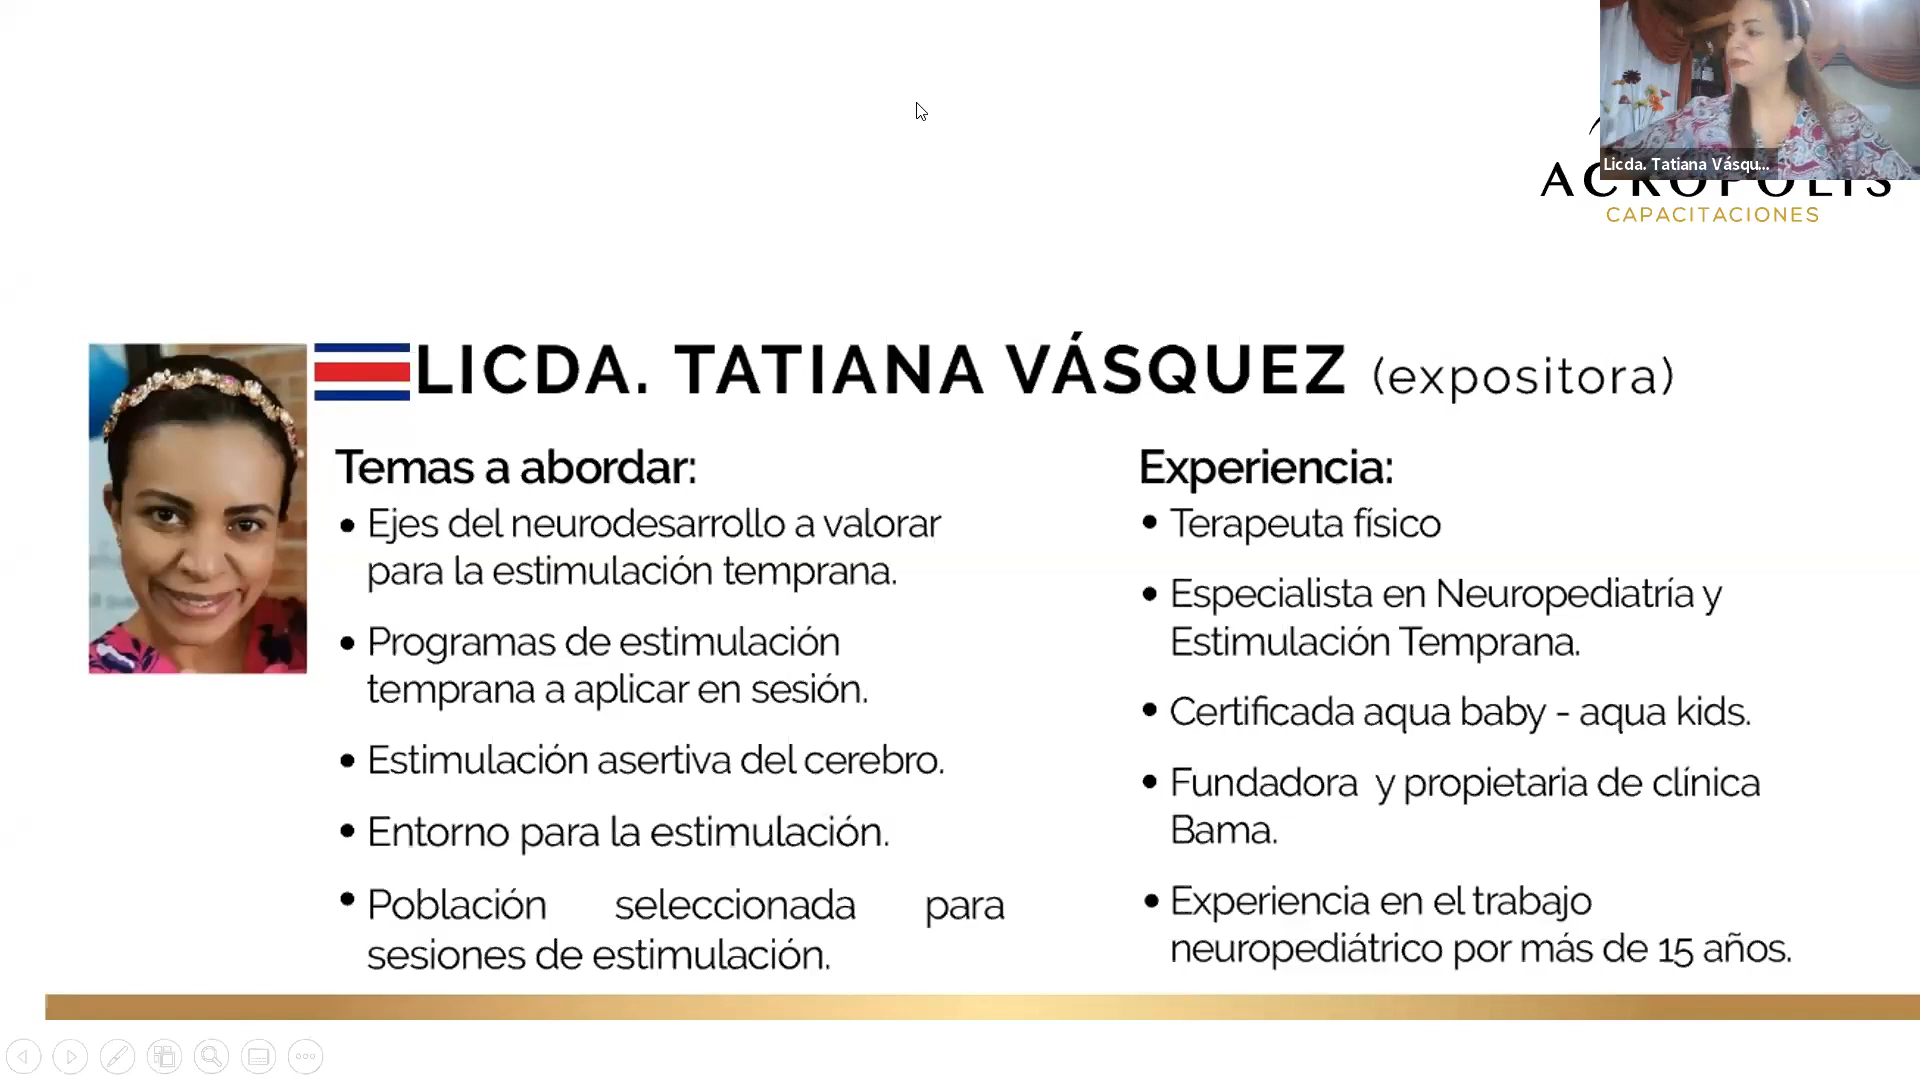 Licda. Tatiana Vásqu...
ACROPOLIS
CAPACITACIONES
LICDA. TATIANA VÁSQUEZ (expositora)
Temas a abordar:
• Ejes del neurodesarrollo a valorar
para la estimulación temprana.
• Programas de estimulación
temprana a aplicar en sesión.
• Estimulación asertiva del cerebro.
• Entorno para la estimulación.
• Población seleccionada para
sesiones de estimulación.
Experiencia:
• Terapeuta físico
• Especialista en Neuropediatría y
Estimulación Temprana.
• Certificada aqua baby - aqua kids.
• Fundadora y propietaria de clínica
Bama.
• Experiencia en el trabajo
neuropediátrico por más de 15 años.